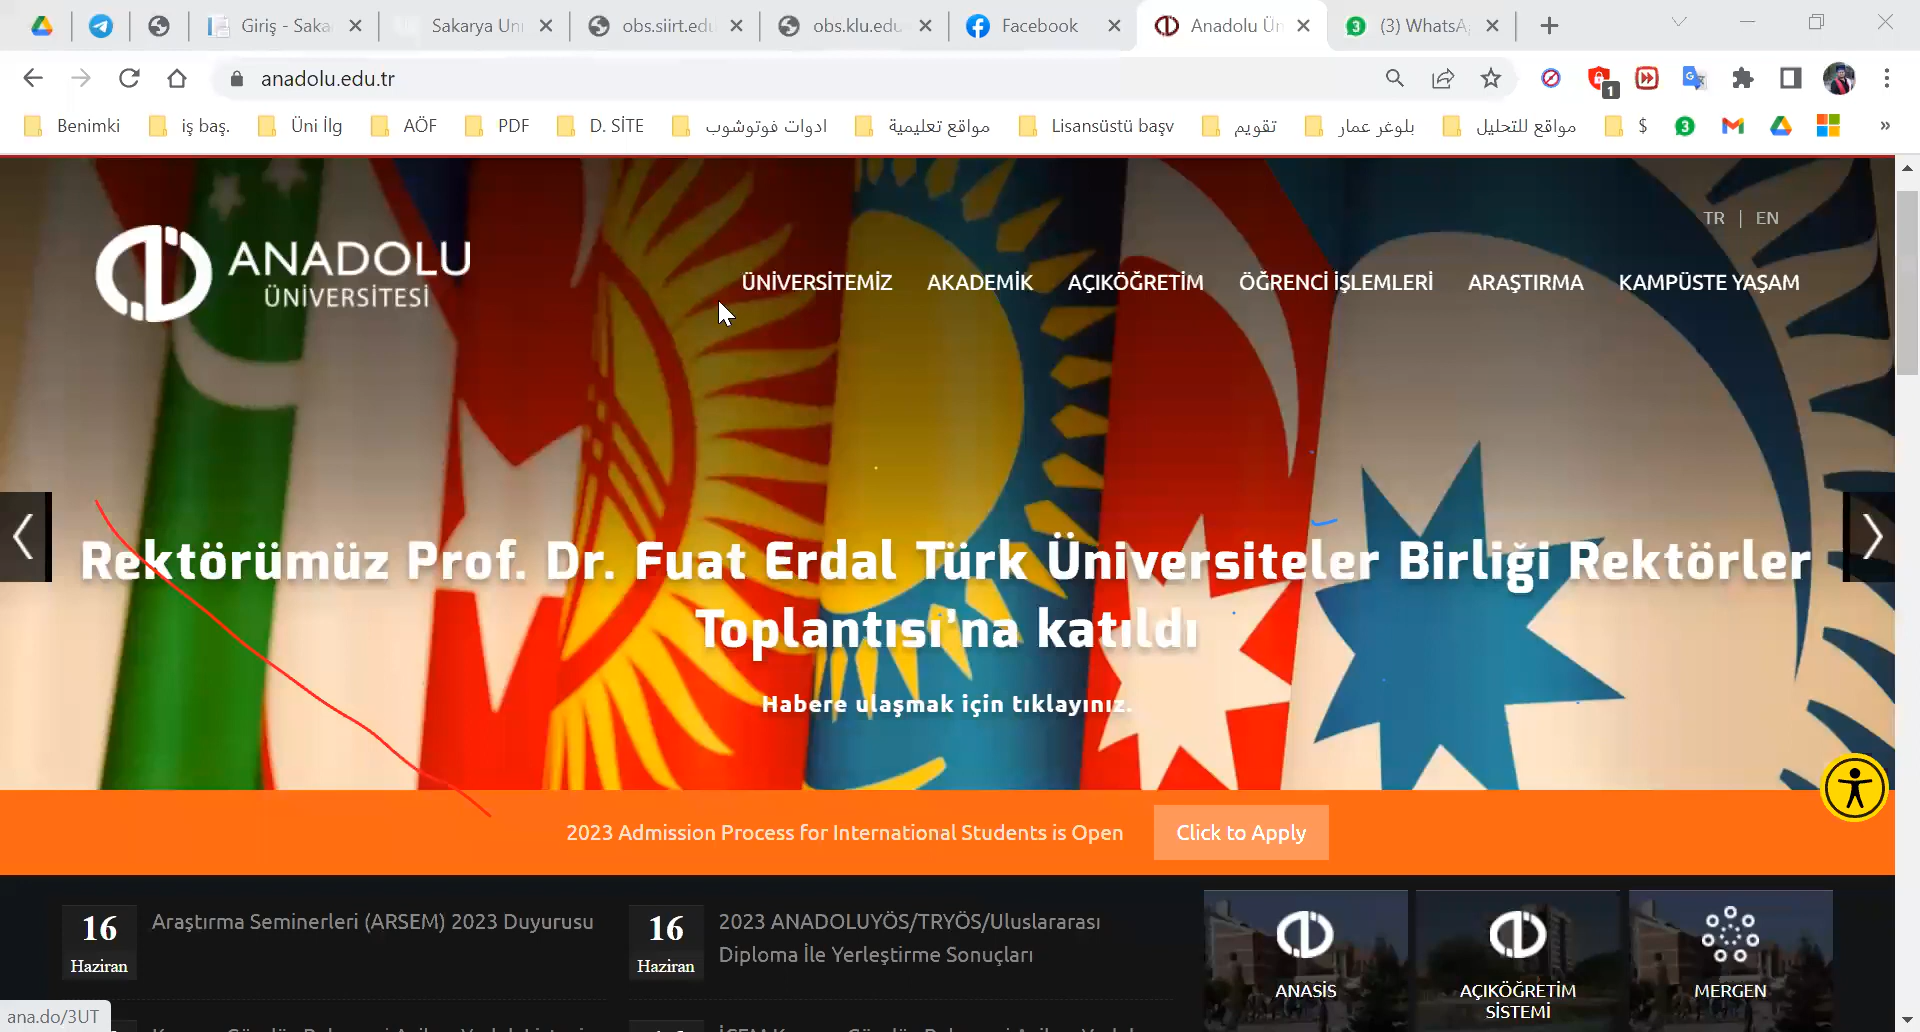 Giriş - Saka
Sakarya Uni
obs.siirt.edu
obs.klu.edu
Facebook
Anadolu Ün
(3) WhatsA
anadolu.edu.tr
1
Benimki
iş baş.
Üni İlg
AÖF
PDF
D. SİTE
ادوات فوتوشوب
مواقع تعليمية
Lisansüstü başv
تقويم
بلوغر عمار
مواقع للتحليل
$
»
TR | EN
ANADOLU
ÜNİVERSİTESİ
ÜNİVERSİTEMİZ
AKADEMİK
AÇIKÖĞRETİM
ÖĞRENCİ İŞLEMLERİ
ARAŞTIRMA
KAMPÜSTE YAŞAM
Rektörümüz Prof. Dr. Fuat Erdal Türk Üniversiteler Birliği Rektörler
Toplantısı'na katıldı
Habere ulaşmak için tıklayınız.
2023 Admission Process for International Students is Open
Click to Apply
16
Haziran
Araştırma Seminerleri (ARSEM) 2023 Duyurusu
16
Haziran
2023 ANADOLUYÖS/TRYÖS/Uluslararası
Diploma İle Yerleştirme Sonuçları
ANASİS
AÇIKÖĞRETİM
SİSTEMİ
MERGEN
ana.do/3UT